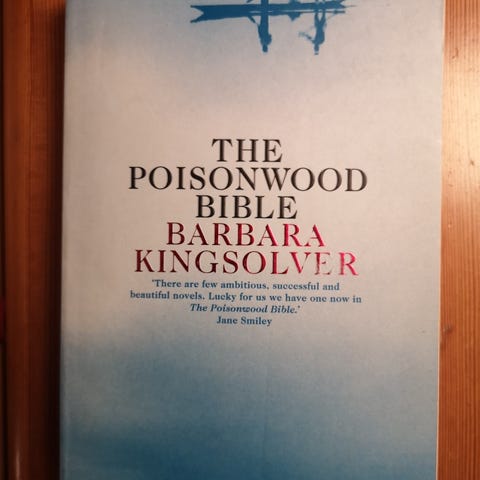 THE
POISONWOOD
BIBLE
BARBARA
KINGSOLVER
'There are few ambitious, successful and
beautiful novels. Lucky for us we have one now in
The Poisonwood Bible.'
Jane Smiley